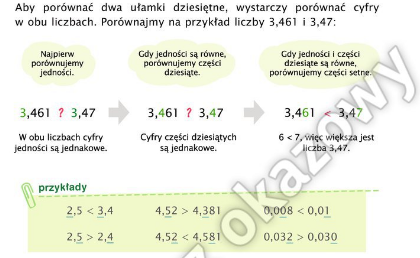 Aby porównać dwa ułamki dziesiętne, wystarczy porównać cyfry
w obu liczbach. Porównajmy na przykład liczby 3,461 i 3,47:
Najpierw
porównujemy
jedności.
Gdy jedności są równe,
porównujemy części
dziesiąte.
Gdy jedności i części
dziesiąte są równe,
porównujemy części setne.
3,461 ? 3,47
3,461 ? 3,47
3,461 < 3,47
W obu liczbach cyfry
jedności są jednakowe.
Cyfry części dziesiątych
są jednakowe.
6 < 7, więc większa jest
liczba 3,47.
przykłady
2,5 < 3,4 4,52 > 4,381 0,008 < 0,01
2,5 > 2,4 4,52 < 4,581 0,032 > 0,030
z okazowy